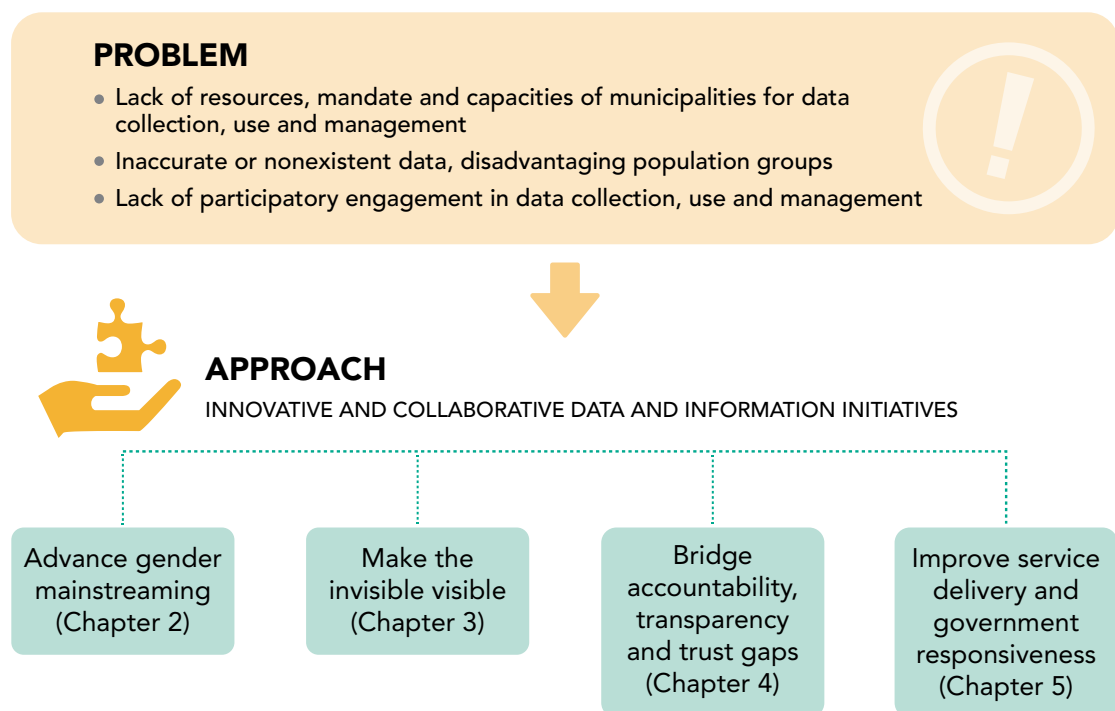 PROBLEM
• Lack of resources, mandate and capacities of municipalities for data
collection, use and management
• Inaccurate or nonexistent data, disadvantaging population groups
• Lack of participatory engagement in data collection, use and management
APPROACH
INNOVATIVE AND COLLABORATIVE DATA AND INFORMATION INITIATIVES
Advance gender
mainstreaming
(Chapter 2)
Make the
invisible visible
(Chapter 3)
Bridge
accountability,
transparency
and trust gaps
(Chapter 4)
Improve service
delivery and
government
responsiveness
(Chapter 5)